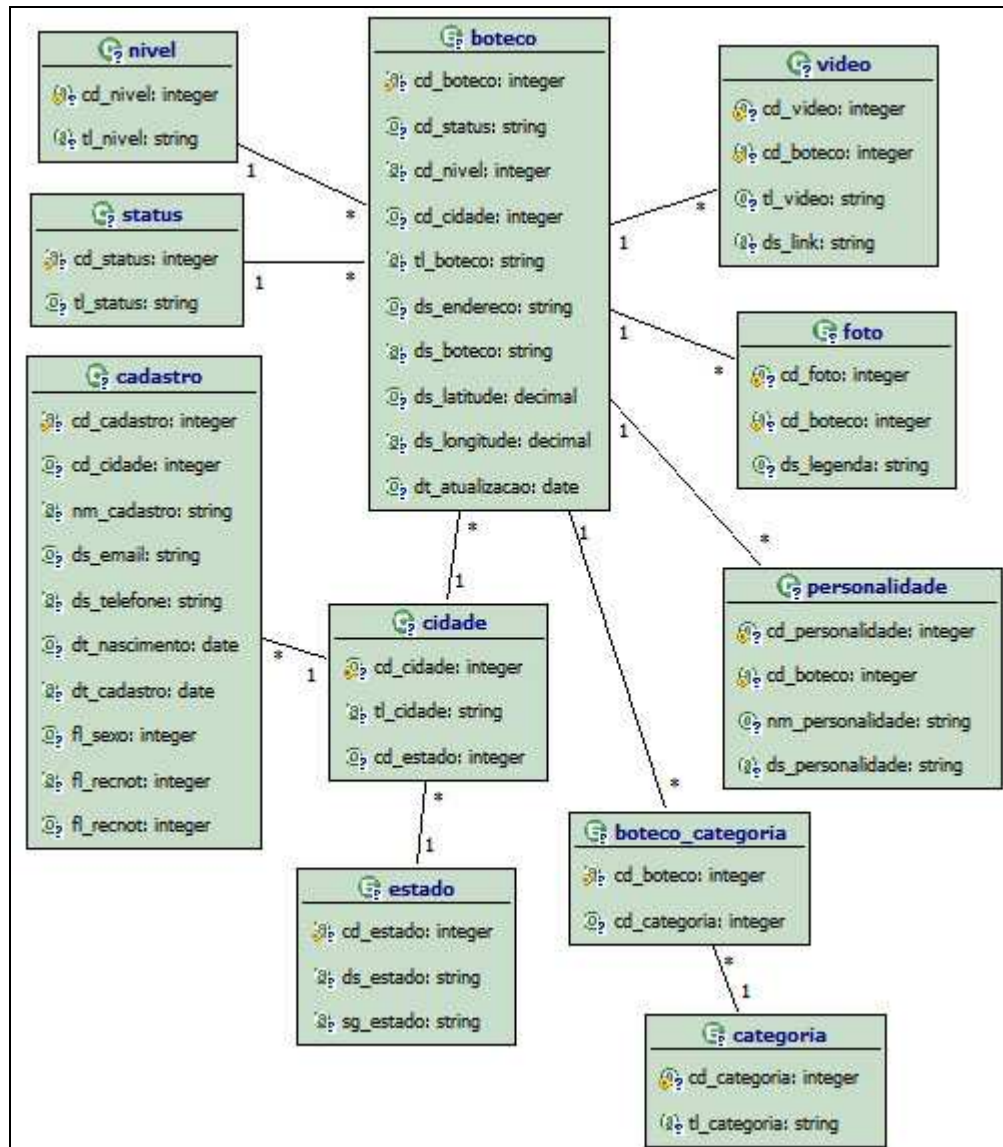 nivel
cd_nivel: integer
tl_nivel: string
1
*
status
cd_status: integer
tl_status: string
1
*
boteco
cd_boteco: integer
cd_status: string
cd_nivel: integer
cd_cidade: integer
tl_boteco: string
ds_endereco: string
ds_boteco: string
ds_latitude: decimal
ds_longitude: decimal
dt_atualizacao: date
video
cd_video: integer
cd_boteco: integer
tl_video: string
ds_link: string
1
*
foto
cd_foto: integer
cd_boteco: integer
ds_legenda: string
1
*
personalidade
cd_personalidade: integer
cd_boteco: integer
nm_personalidade: string
ds_personalidade: string
1
*
cadastro
cd_cadastro: integer
cd_cidade: integer
nm_cadastro: string
ds_email: string
ds_telefone: string
dt_nascimento: date
dt_cadastro: date
fl_sexo: integer
fl_recnot: integer
fl_recnot: integer
*
1
*
1
cidade
cd_cidade: integer
tl_cidade: string
cd_estado: integer
*
1
estado
cd_estado: integer
ds_estado: string
sg_estado: string
1
*
boteco_categoria
cd_boteco: integer
cd_categoria: integer
*
1
categoria
cd_categoria: integer
tl_categoria: string